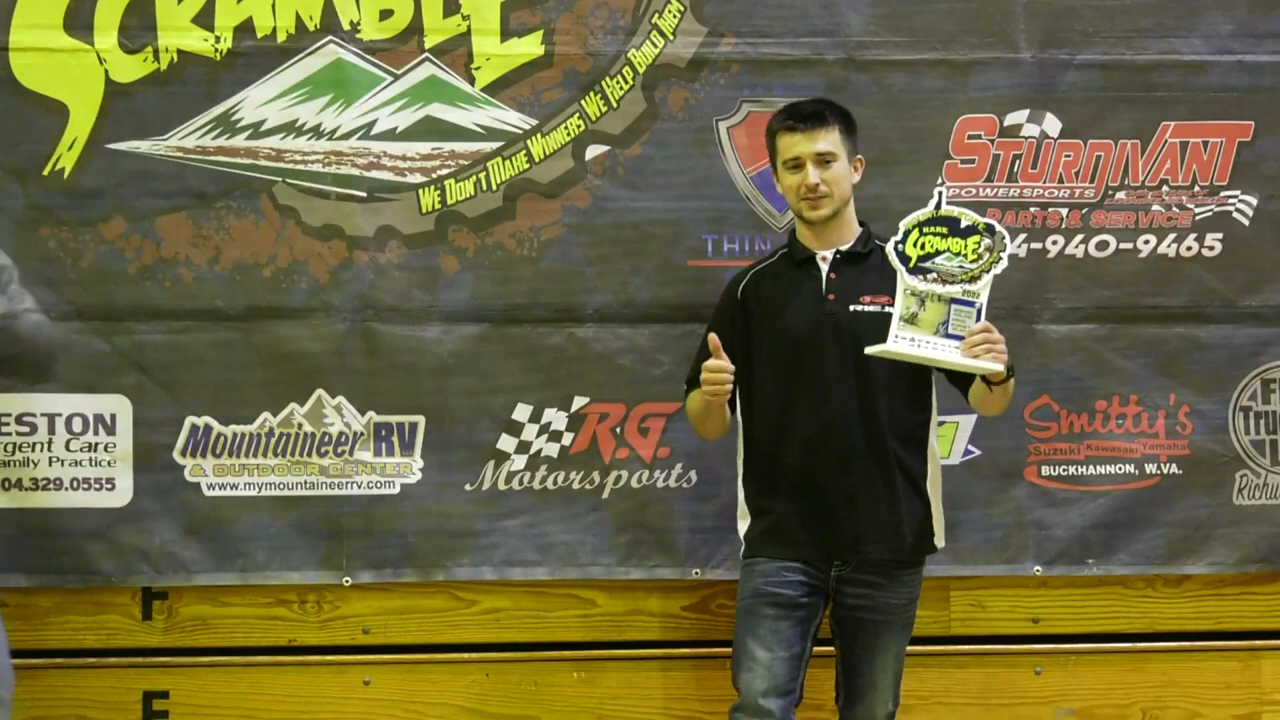 SCRAMBLE
WE DON'T MAKE WINNERS WE HELP BUILD THEM
THIN
STURDIVANT
POWERSPORTS
PARTS & SERVICE
4-940-9465
HARE
SCRAMBLE
2022
ESTON
rgent Care
amily Practice
04.329.0555
Mountaineer RV
& OUTDOOR CENTER
www.mymountaineerrv.com
R.G.
Motorsports
Smitty's
Suzuki Kawasaki Yamaha
BUCKHANNON, W.VA.
F
F